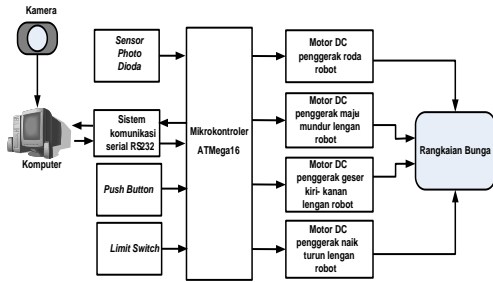 Kamera
Komputer
Sensor
Photo
Dioda
Sistem
komunikasi
serial RS232
Push Button
Limit Switch
Mikrokontroler
ATMega16
Motor DC
penggerak roda
robot
Motor DC
penggerak maju
mundur lengan
robot
Motor DC
penggerak geser
kiri- kanan
lengan robot
Motor DC
penggerak naik
turun lengan
robot
Rangkaian Bunga